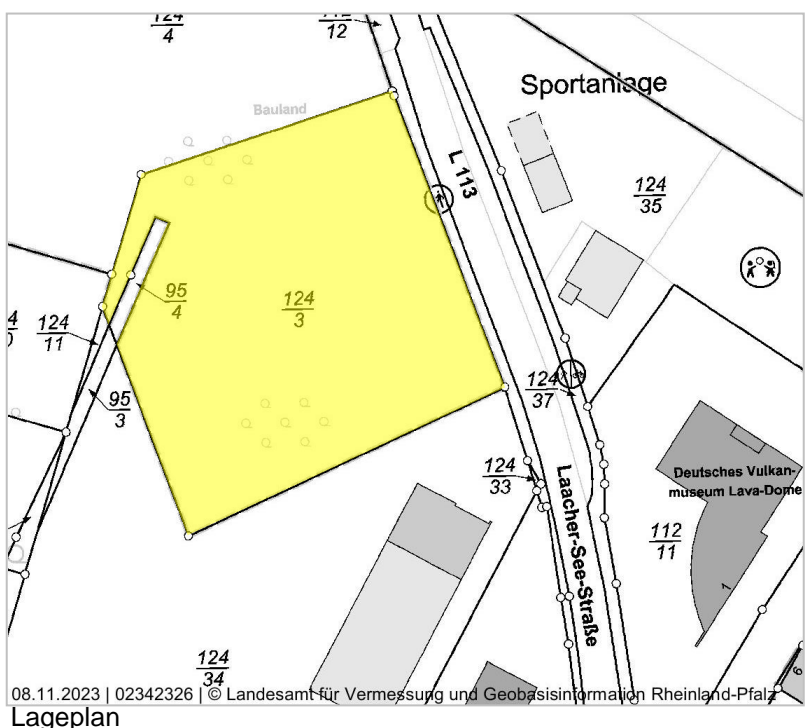 124
4
12
Bauland
Sportanlage
L 113
124
35
95
4
124
3
124
11
95
3
124
37
124
33
Deutsches Vulkan-
museum Lava-Dome
Laacher-See-Straße
112
11
1
124
34
6
08.11.2023 | 02342326 | © Landesamt für Vermessung und Geobasisinformation Rheinland-Pfalz
Lageplan